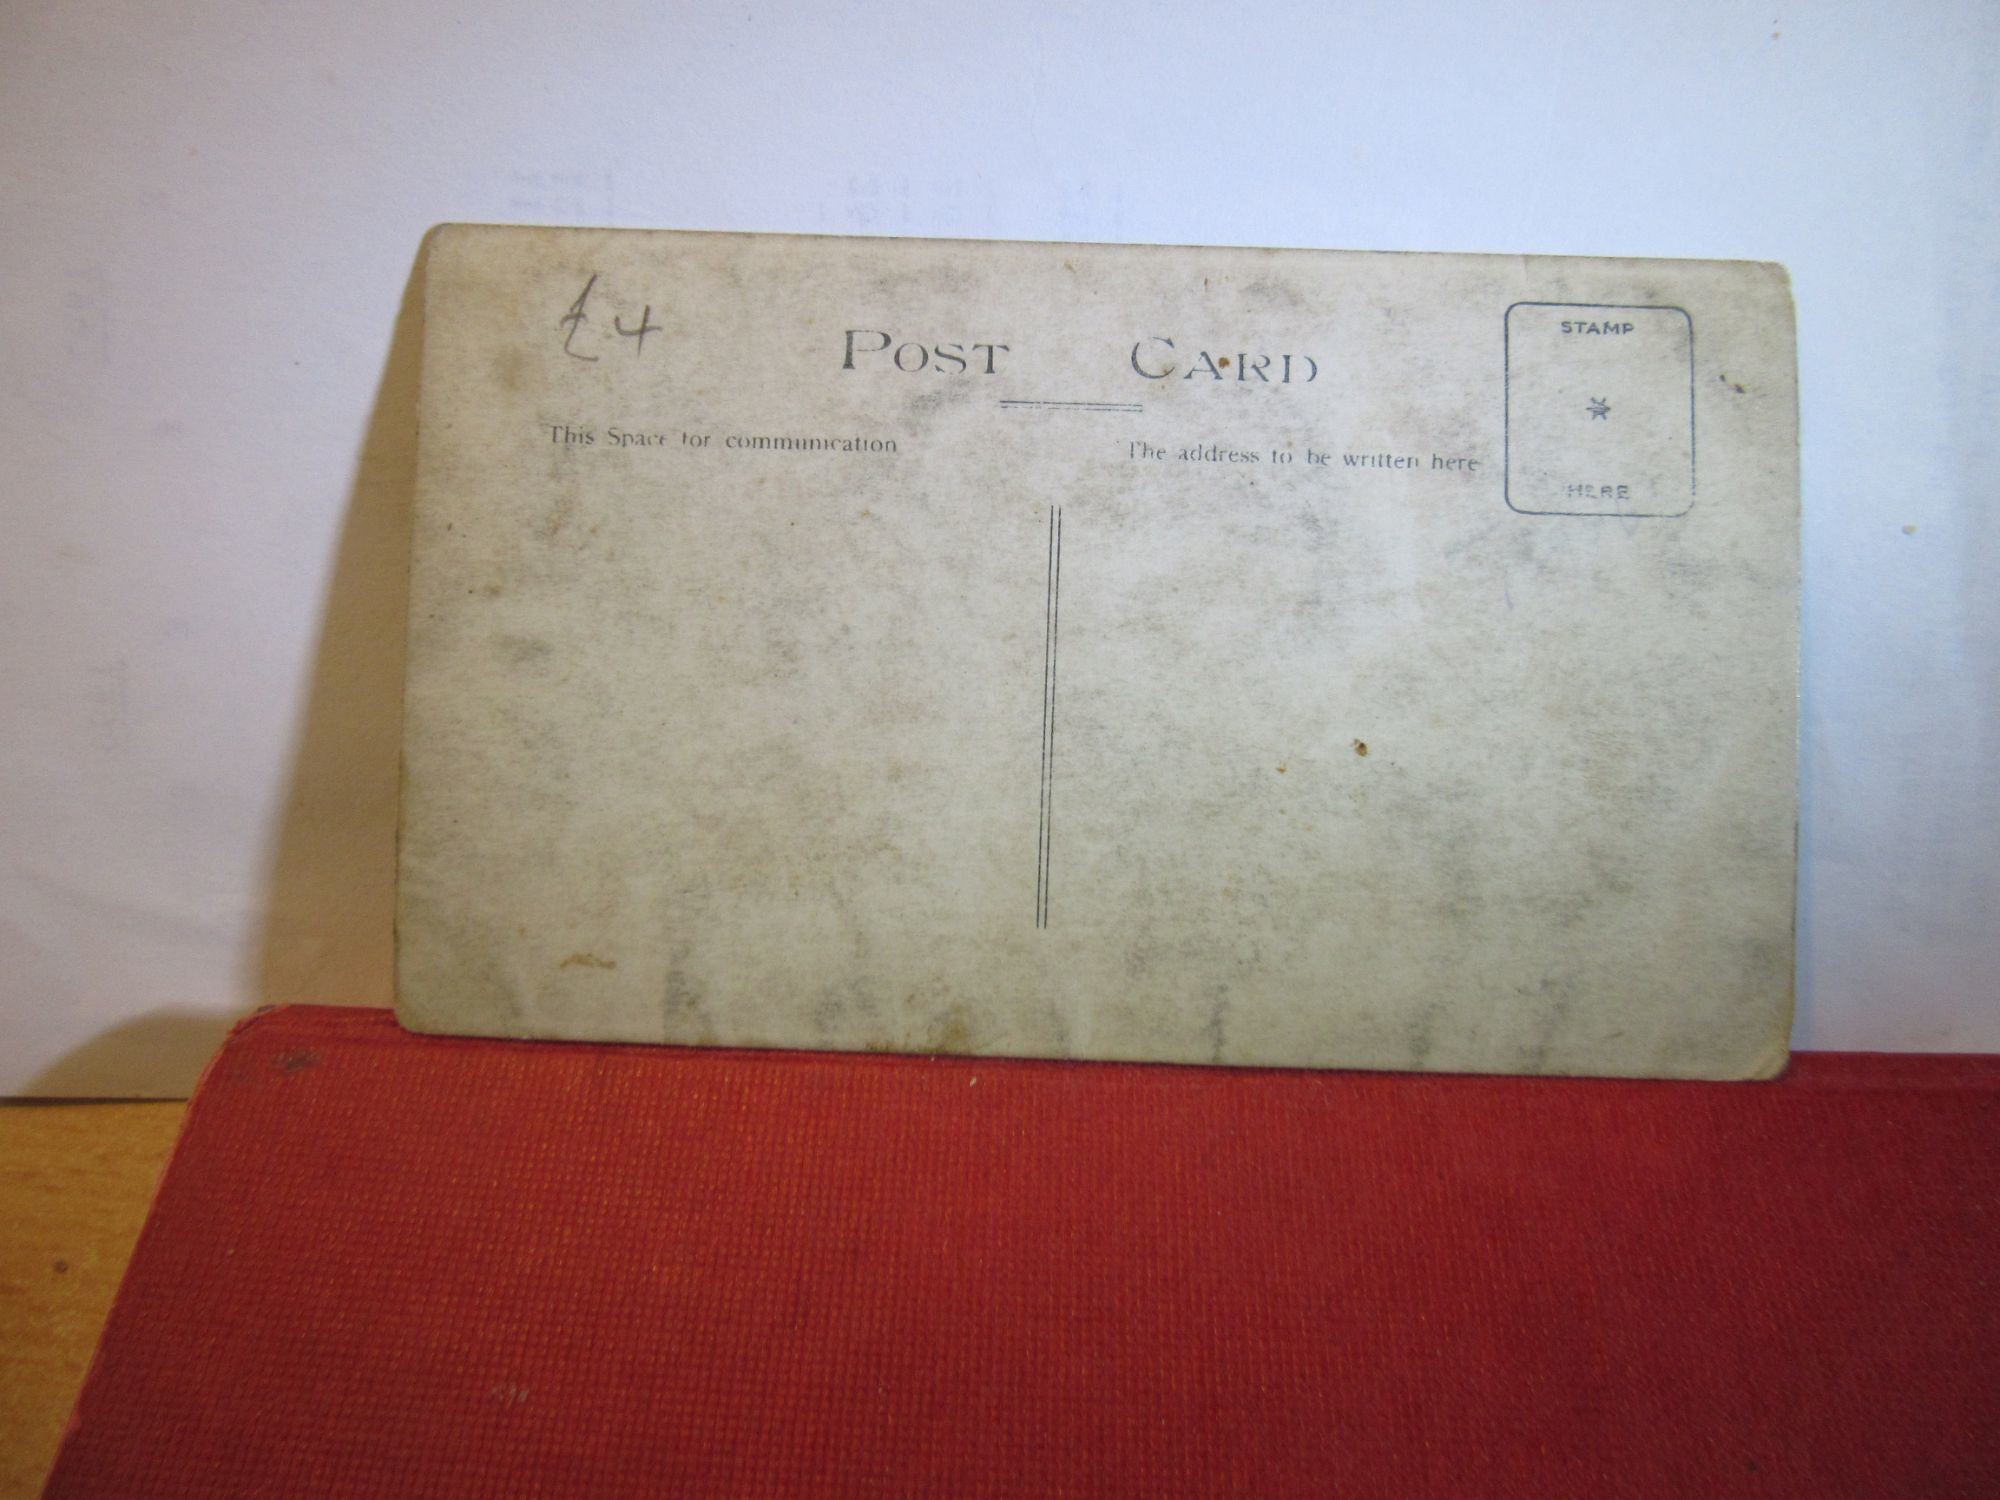 £4
POST CARD
STAMP
HERE
This Space for communication
The address to be written here